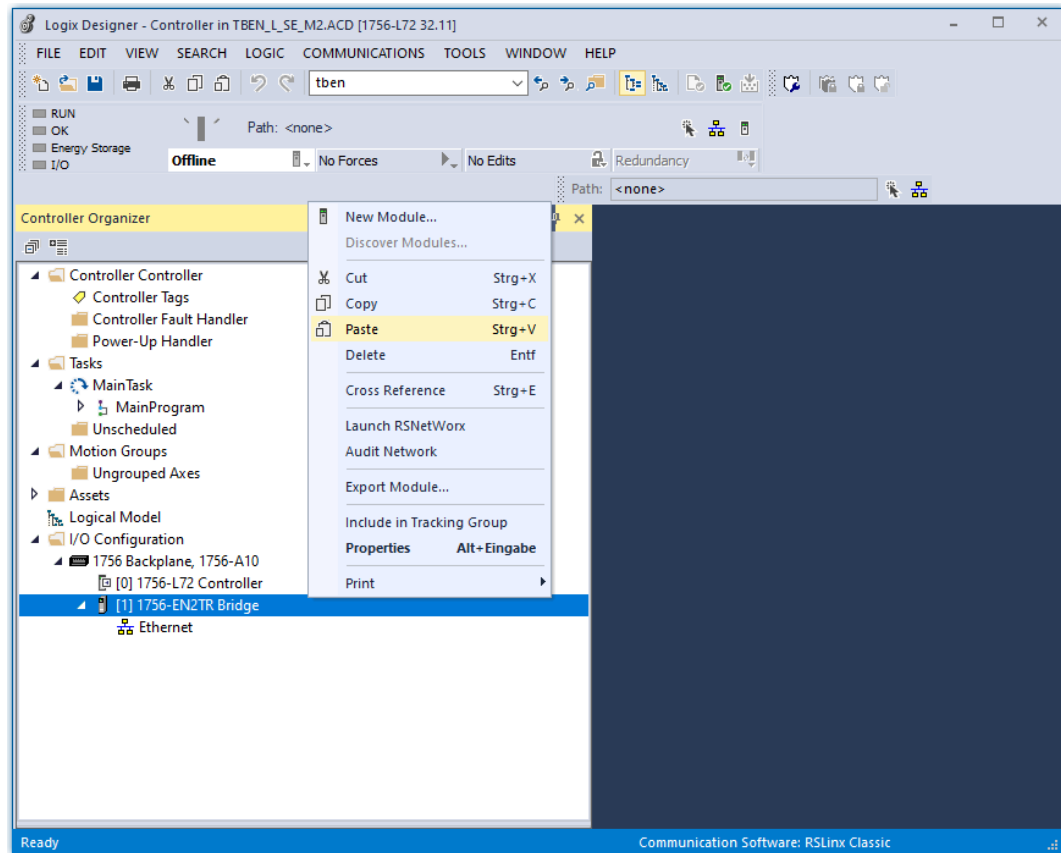 Logix Designer - Controller in TBEN_L_SE_M2.ACD [1756-L72 32.11]
FILE EDIT VIEW SEARCH LOGIC COMMUNICATIONS TOOLS WINDOW HELP
tben
RUN
OK
Energy Storage
I/O
Path: <none>
Offline No Forces No Edits Redundancy
Path: <none>
Controller Organizer
Controller Controller
Controller Tags
Controller Fault Handler
Power-Up Handler
Tasks
MainTask
MainProgram
Unscheduled
Motion Groups
Ungrouped Axes
Assets
Logical Model
I/O Configuration
1756 Backplane, 1756-A10
[0] 1756-L72 Controller
[1] 1756-EN2TR Bridge
Ethernet
New Module...
Discover Modules...
Cut Strg+X
Copy Strg+C
Paste Strg+V
Delete Entf
Cross Reference Strg+E
Launch RSNetWorx
Audit Network
Export Module...
Include in Tracking Group
Properties Alt+Eingabe
Print
Ready Communication Software: RSLinx Classic